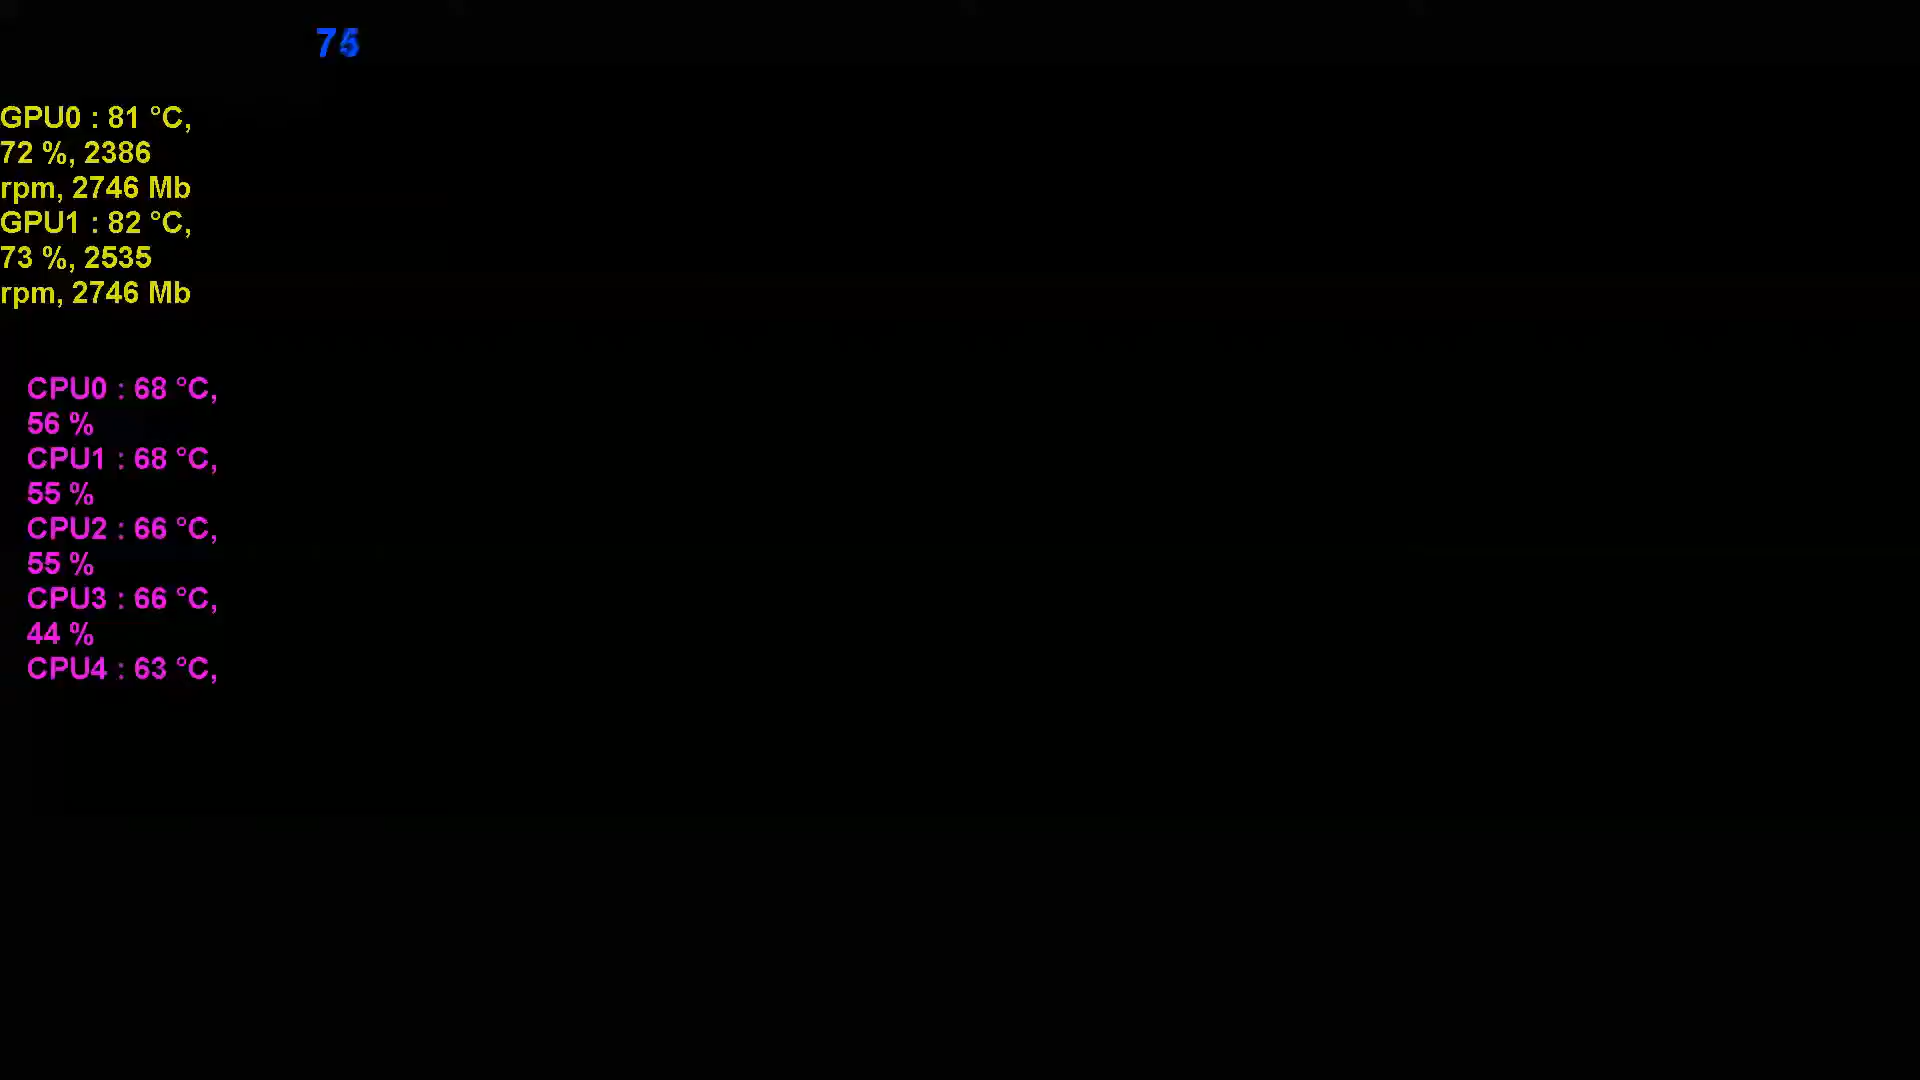 GPU0 : 81 °C,
72 %, 2386
rpm, 2746 Mb
GPU1 : 82 °C,
73 %, 2535
rpm, 2746 Mb
CPU0 : 68 °C,
56 %
CPU1 : 68 °C,
55 %
CPU2 : 66 °C,
55 %
CPU3 : 66 °C,
44 %
CPU4 : 63 °C,